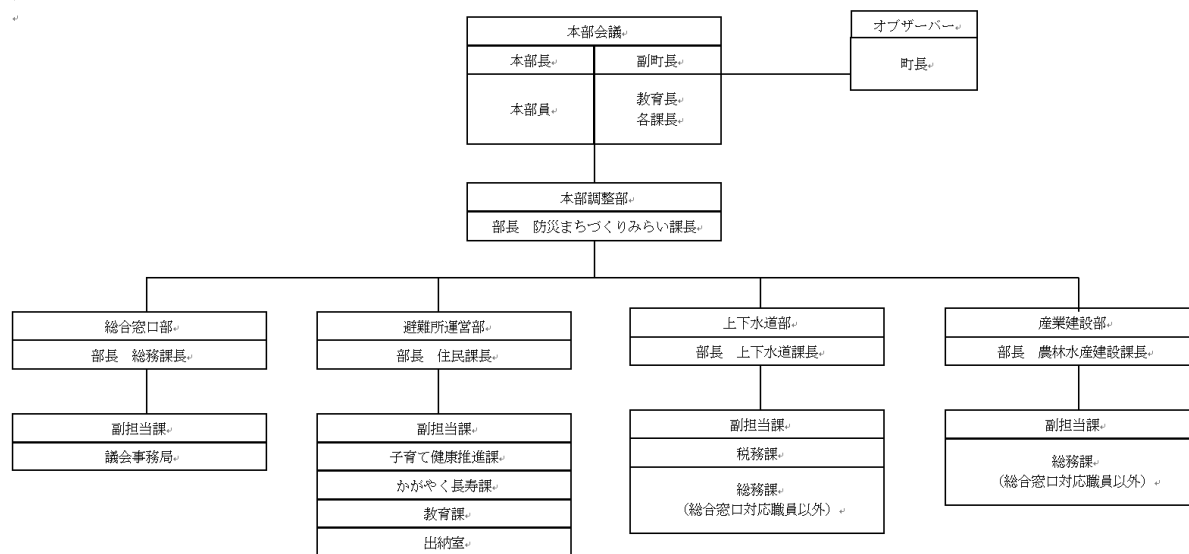 本部会議
本部長 副町長
本部員 教育長
各課長
オブザーバー
町長
本部調整部
部長　防災まちづくりみらい課長
総合窓口部
部長　総務課長
副担当課
議会事務局
避難所運営部
部長　住民課長
副担当課
子育て健康推進課
かがやく長寿課
教育課
出納室
上下水道部
部長　上下水道課長
副担当課
税務課
総務課
（総合窓口対応職員以外）
産業建設部
部長　農林水産建設課長
副担当課
総務課
（総合窓口対応職員以外）